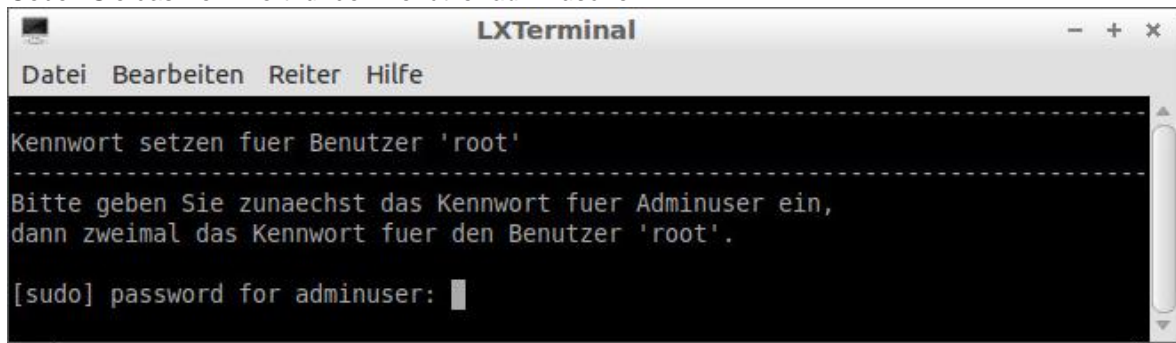 LXTerminal
Datei Bearbeiten Reiter Hilfe
--------------------------------------------------------------------------------
Kennwort setzen fuer Benutzer 'root'
--------------------------------------------------------------------------------
Bitte geben Sie zunaechst das Kennwort fuer Adminuser ein,
dann zweimal das Kennwort fuer den Benutzer 'root'.
[sudo] password for adminuser: